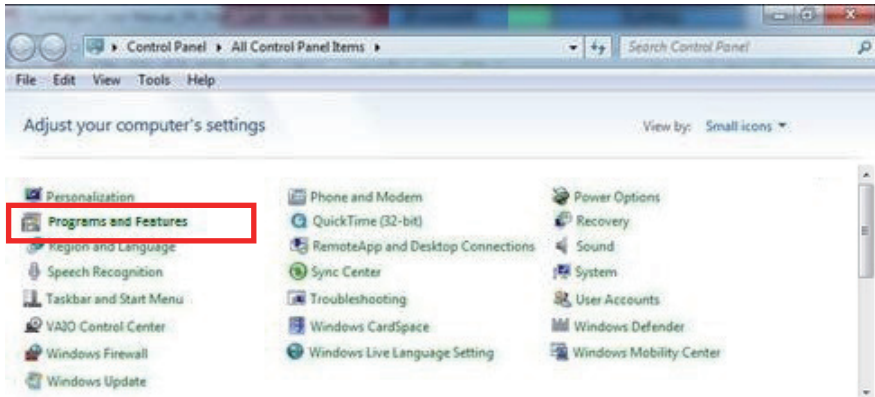 Control Panel ▸ All Control Panel Items ▸ Search Control Panel
File Edit View Tools Help
Adjust your computer's settings View by: Small icons
Personalization Phone and Modem Power Options
Programs and Features QuickTime (32-bit) Recovery
Region and Language RemoteApp and Desktop Connections Sound
Speech Recognition Sync Center System
Taskbar and Start Menu Troubleshooting User Accounts
VAIO Control Center Windows CardSpace Windows Defender
Windows Firewall Windows Live Language Setting Windows Mobility Center
Windows Update